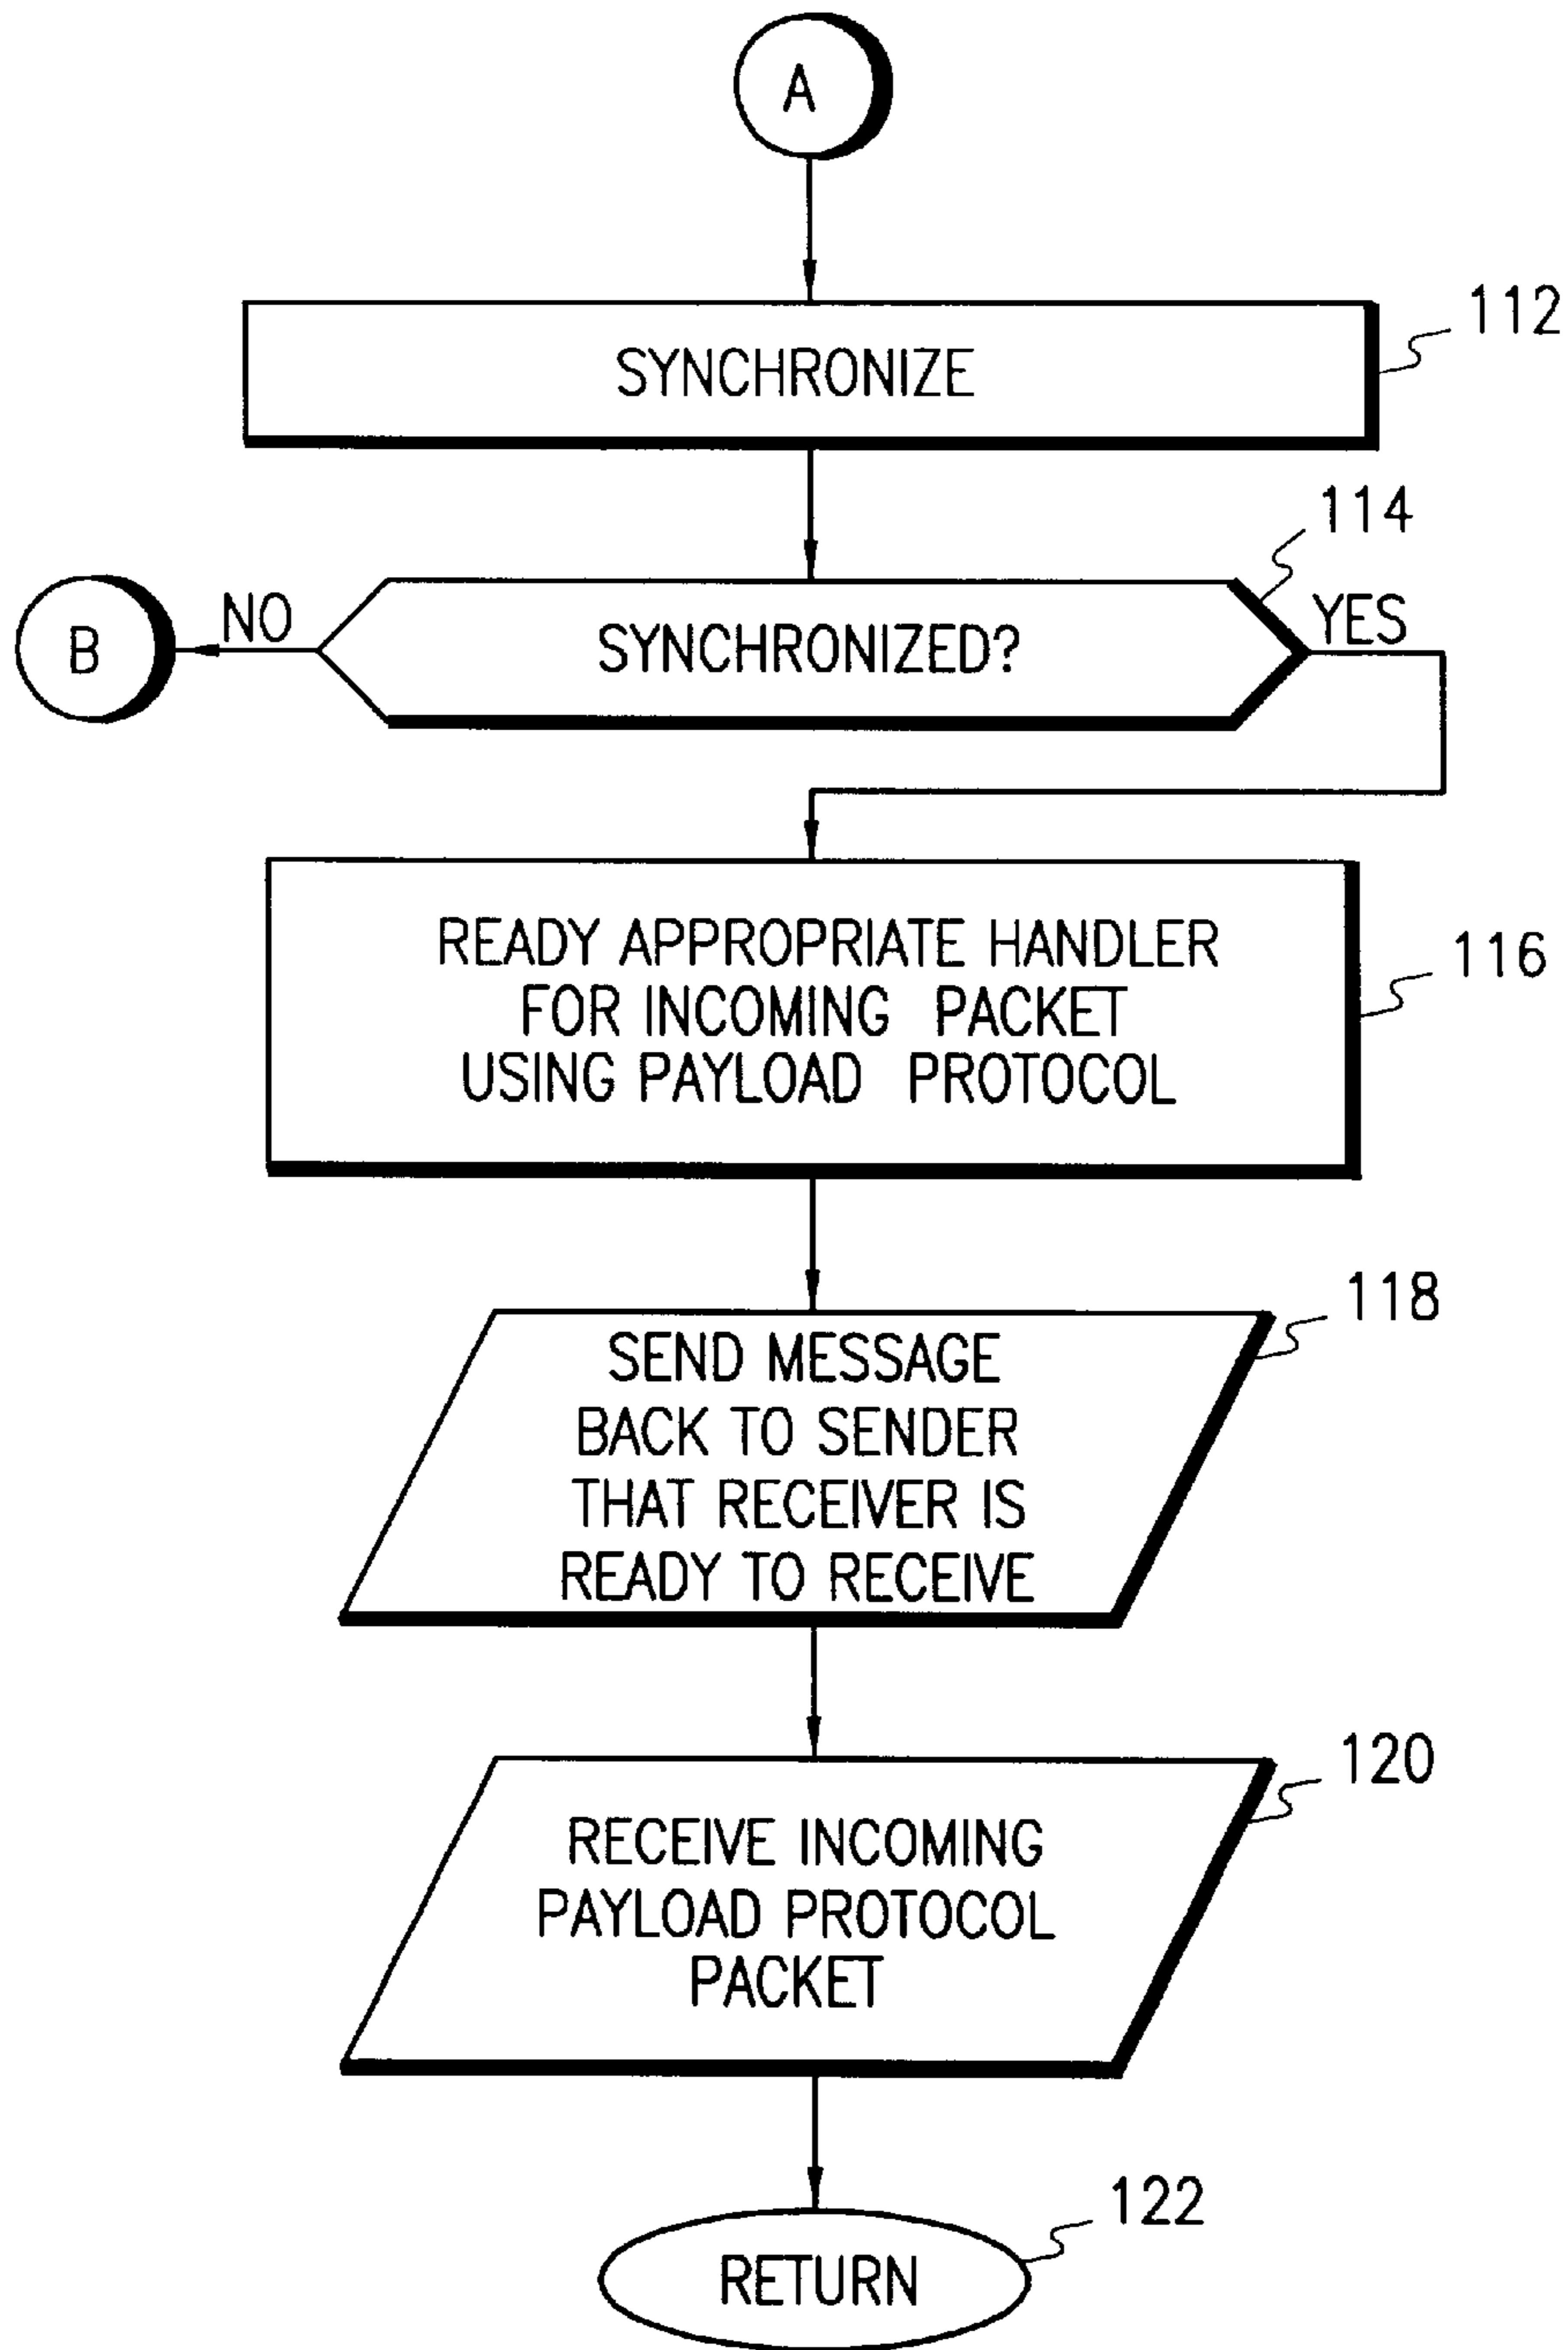 A
112
SYNCHRONIZE
114
B
NO
SYNCHRONIZED?
YES
116
READY APPROPRIATE HANDLER
FOR INCOMING PACKET
USING PAYLOAD PROTOCOL
118
SEND MESSAGE
BACK TO SENDER
THAT RECEIVER IS
READY TO RECEIVE
120
RECEIVE INCOMING
PAYLOAD PROTOCOL
PACKET
122
RETURN